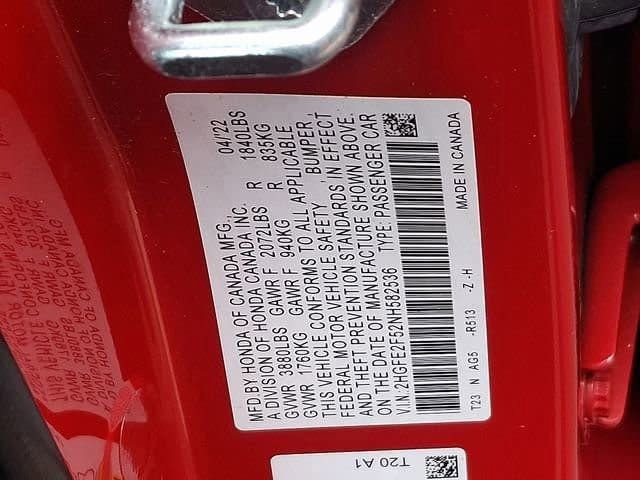 MFD.BY HONDA OF CANADA MFG., 04/'22
A DIVISION OF HONDA CANADA INC.
GVWR 3880LBS GAWR F 2072LBS R 1840LBS
GVWR 1760KG GAWR F 940KG R 835KG
THIS VEHICLE CONFORMS TO ALL APPLICABLE
FEDERAL MOTOR VEHICLE SAFETY , BUMPER,
AND THEFT PREVENTION STANDARDS IN EFFECT
ON THE DATE OF MANUFACTURE SHOWN ABOVE.
V.I.N. 2HGFE2F52NH582536 TYPE: PASSENGER CAR
T23 N AG5 -R513 -Z -H
MADE IN CANADA
T20 A1